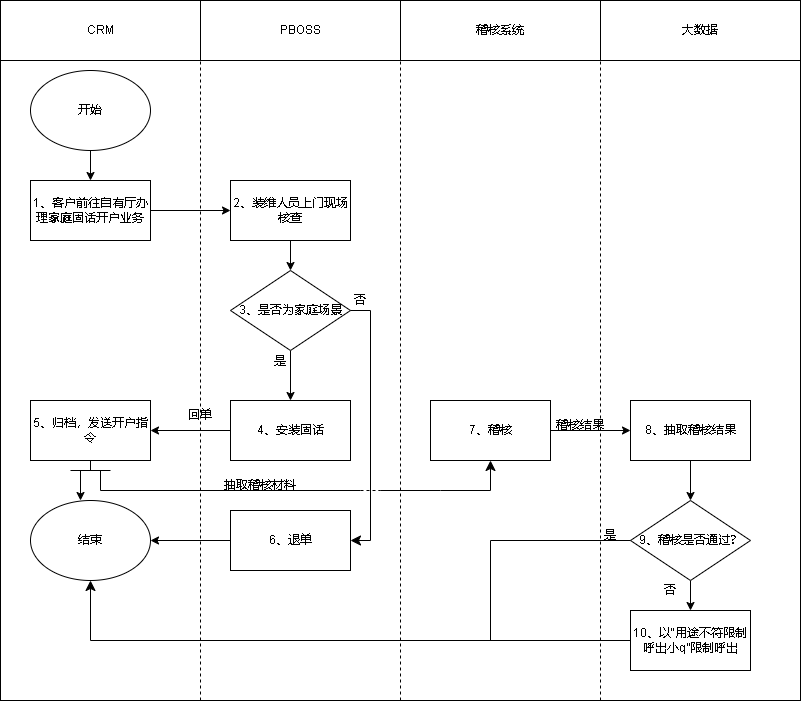 CRM
PBOSS
稽核系统
大数据
开始
1、客户前往自有厅办
理家庭固话开户业务
2、装维人员上门现场
核查
3、是否为家庭场景
否
是
5、归档，发送开户指
令
回单
4、安装固话
7、稽核
稽核结果
8、抽取稽核结果
抽取稽核材料
结束
6、退单
是
9、稽核是否通过？
否
10、以"用途不符限制
呼出小q"限制呼出